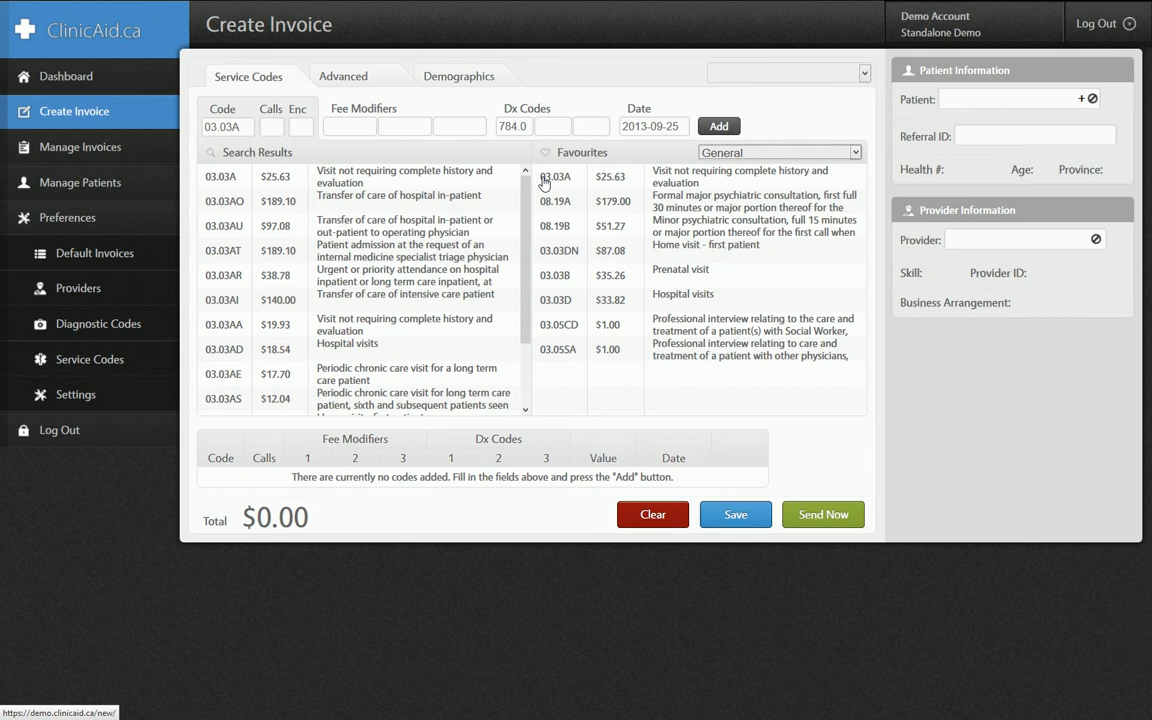 ClinicAid.ca
Create Invoice
Demo Account
Standalone Demo
Log Out
Dashboard
Create Invoice
Manage Invoices
Manage Patients
Preferences
Default Invoices
Providers
Diagnostic Codes
Service Codes
Settings
Log Out
Service Codes
Advanced
Demographics
Code Calls Enc Fee Modifiers Dx Codes Date
03.03A 784.0 2013-09-25 Add
Search Results
03.03A $25.63 Visit not requiring complete history and
evaluation
03.03AO $189.10 Transfer of care of hospital in-patient
03.03AU $97.08 Transfer of care of hospital in-patient or
out-patient to operating physician
03.03AT $189.10 Patient admission at the request of an
internal medicine specialist triage physician
03.03AR $38.78 Urgent or priority attendance on hospital
inpatient or long term care inpatient, at
03.03AI $140.00 Transfer of care of intensive care patient
03.03AA $19.93 Visit not requiring complete history and
evaluation
03.03AD $18.54 Hospital visits
03.03AE $17.70 Periodic chronic care visit for a long term
care patient
03.03AS $12.04 Periodic chronic care visit for long term care
patient, sixth and subsequent patients seen
Favourites General
03.03A $25.63 Visit not requiring complete history and
evaluation
08.19A $179.00 Formal major psychiatric consultation, first full
30 minutes or major portion thereof for the
08.19B $51.27 Minor psychiatric consultation, full 15 minutes
or major portion thereof for the first call when
03.03DN $87.08 Home visit - first patient
03.03B $35.26 Prenatal visit
03.03D $33.82 Hospital visits
03.05CD $1.00 Professional interview relating to the care and
treatment of a patient(s) with Social Worker,
03.05SA $1.00 Professional interview relating to care and
treatment of a patient with other physicians,
Fee Modifiers Dx Codes
Code Calls 1 2 3 1 2 3 Value Date
There are currently no codes added. Fill in the fields above and press the "Add" button.
Total $0.00
Clear
Save
Send Now
Patient Information
Patient:
Referral ID:
Health #: Age: Province:
Provider Information
Provider:
Skill: Provider ID:
Business Arrangement:
https://demo.clinicaid.ca/new/